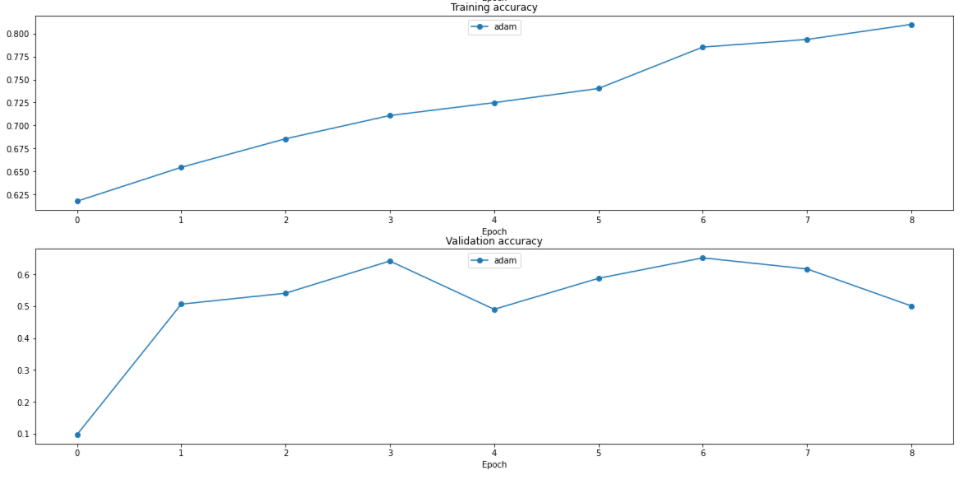 Epoch
Training accuracy
adam
0.800
0.775
0.750
0.725
0.700
0.675
0.650
0.625
0 1 2 3 4 5 6 7 8
Epoch
Validation accuracy
adam
0.6
0.5
0.4
0.3
0.2
0.1
0 1 2 3 4 5 6 7 8
Epoch